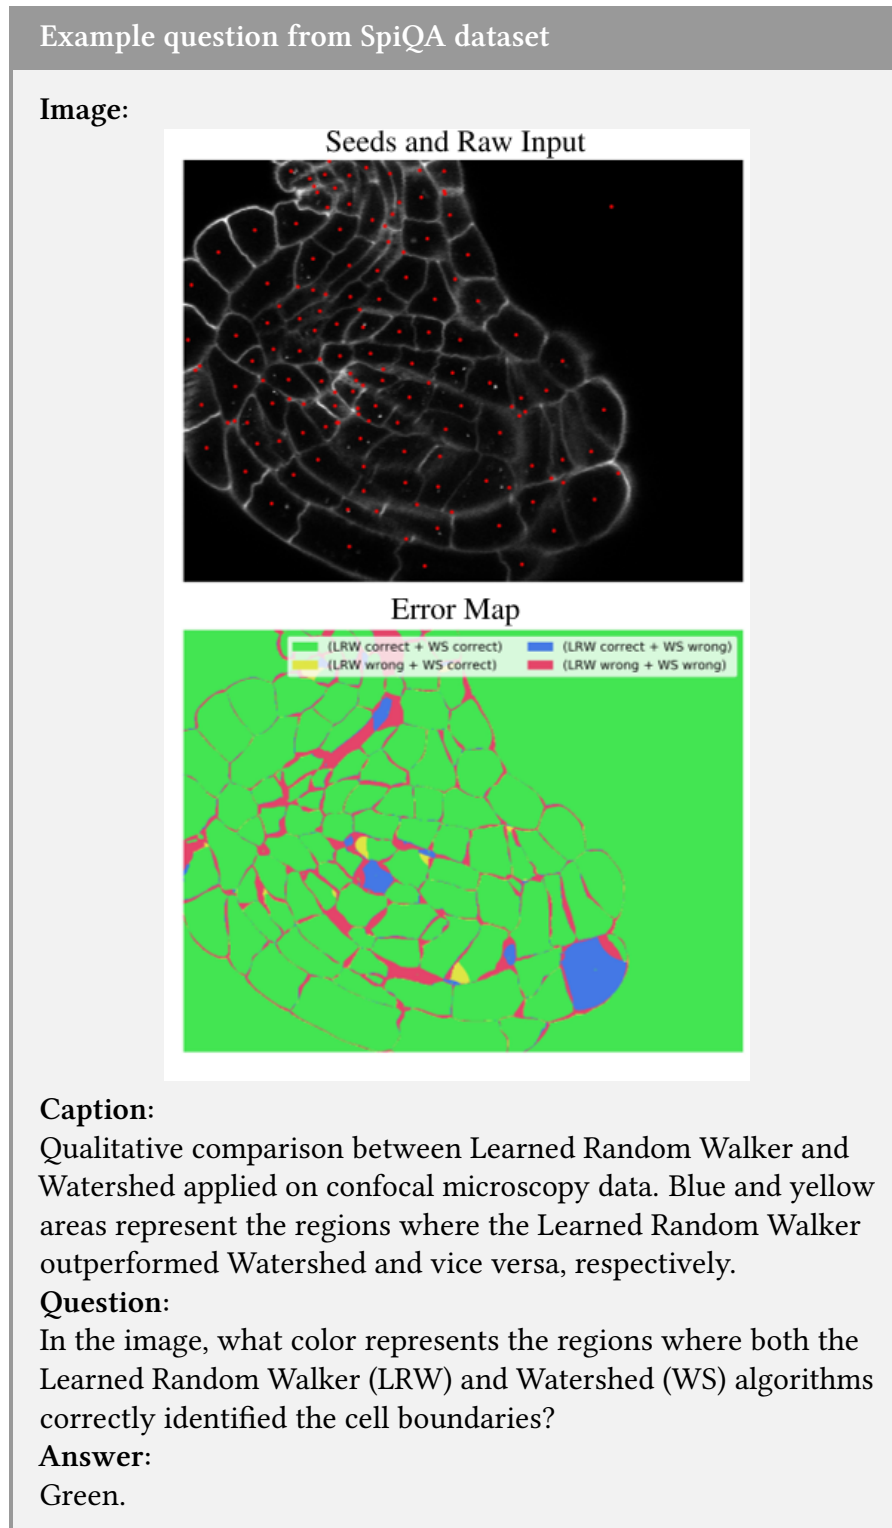 Example question from SpiQA dataset
Image:
Seeds and Raw Input
Error Map
(LRW correct + WS correct)
(LRW correct + WS wrong)
(LRW wrong + WS correct)
(LRW wrong + WS wrong)
Caption:
Qualitative comparison between Learned Random Walker and
Watershed applied on confocal microscopy data. Blue and yellow
areas represent the regions where the Learned Random Walker
outperformed Watershed and vice versa, respectively.
Question:
In the image, what color represents the regions where both the
Learned Random Walker (LRW) and Watershed (WS) algorithms
correctly identified the cell boundaries?
Answer:
Green.